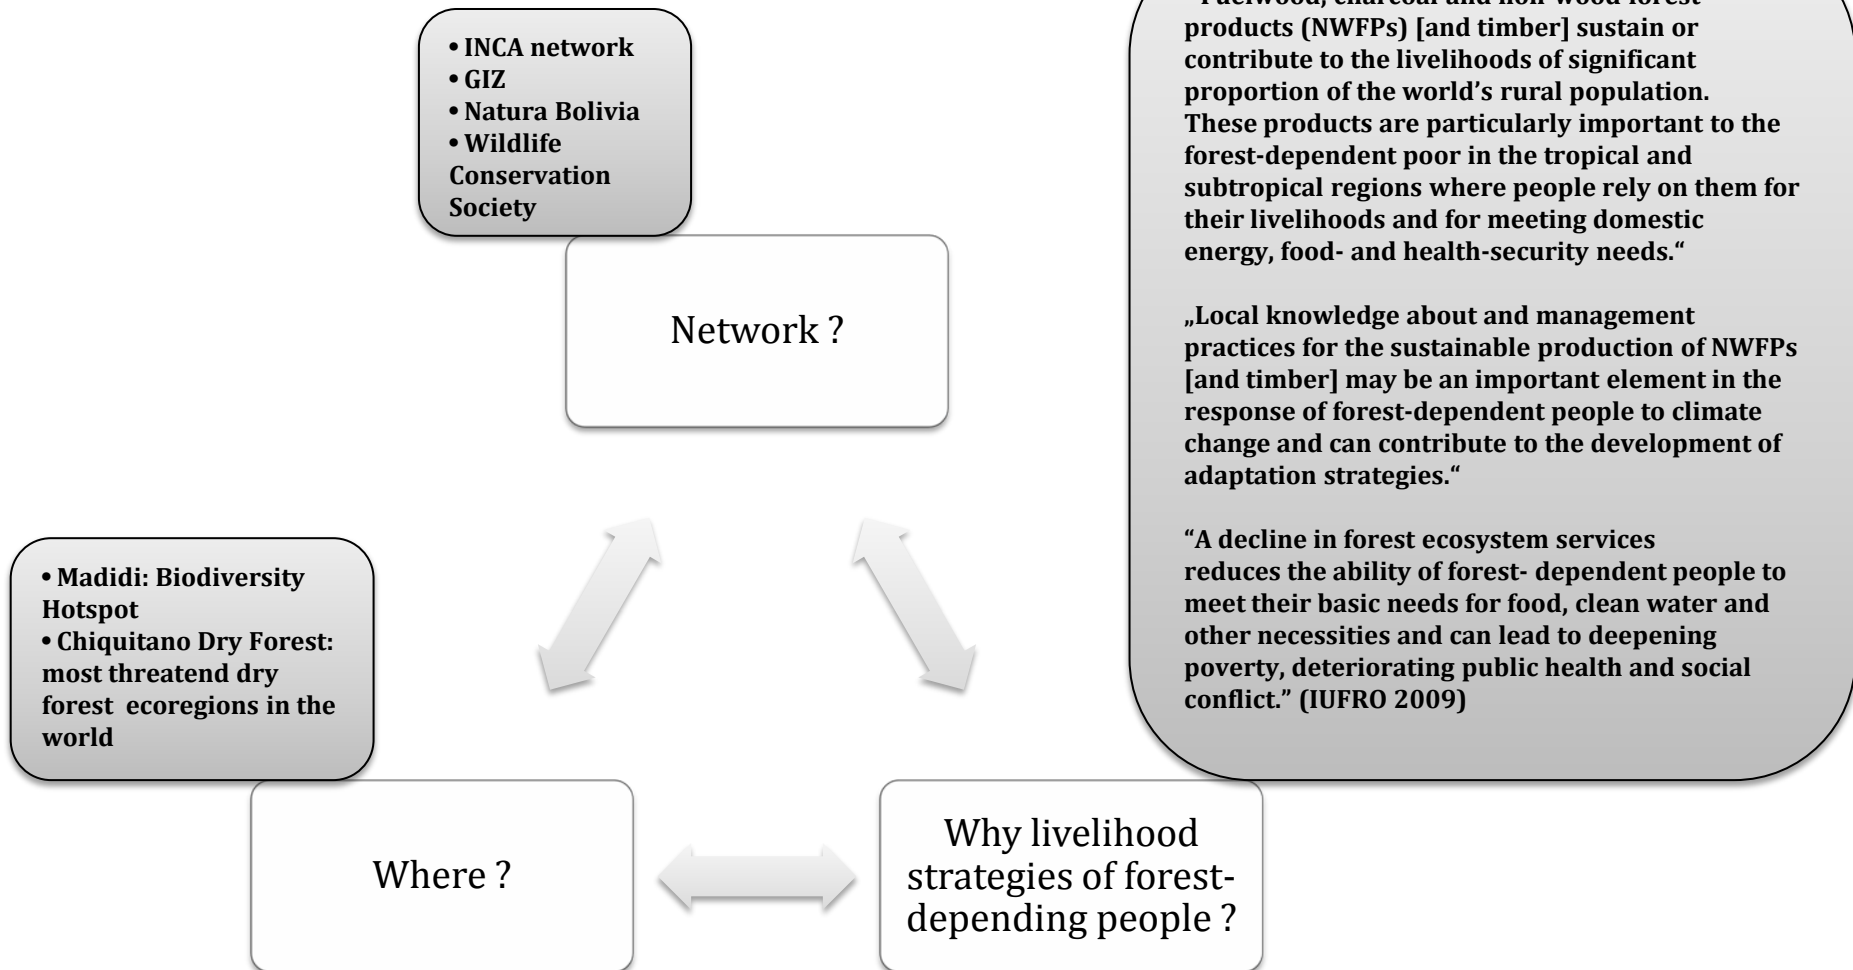 • INCA network
• GIZ
• Natura Bolivia
• Wildlife
Conservation
Society
Network ?
products (NWFPs) [and timber] sustain or
contribute to the livelihoods of significant
proportion of the world’s rural population.
These products are particularly important to the
forest-dependent poor in the tropical and
subtropical regions where people rely on them for
their livelihoods and for meeting domestic
energy, food- and health-security needs.“
„Local knowledge about and management
practices for the sustainable production of NWFPs
[and timber] may be an important element in the
response of forest-dependent people to climate
change and can contribute to the development of
adaptation strategies.“
“A decline in forest ecosystem services
reduces the ability of forest- dependent people to
meet their basic needs for food, clean water and
other necessities and can lead to deepening
poverty, deteriorating public health and social
conflict.” (IUFRO 2009)
• Madidi: Biodiversity
Hotspot
• Chiquitano Dry Forest:
most threatend dry
forest  ecoregions in the
world
Where ?
Why livelihood
strategies of forest-
depending people ?